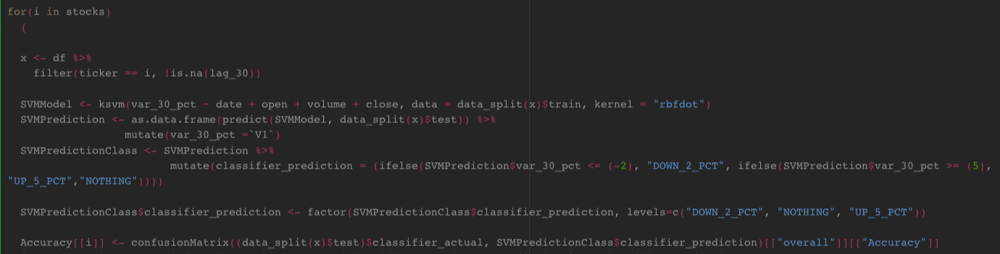 for(i in stocks)
{
x <- df %>%
filter(ticker == i, !is.na(lag_30))
SVMModel <- ksvm(var_30_pct ~ date + open + volume + close, data = data_split(x)$train, kernel = "rbfdot")
SVMPrediction <- as.data.frame(predict(SVMModel, data_split(x)$test)) %>%
mutate(var_30_pct =`V1`)
SVMPredictionClass <- SVMPrediction %>%
mutate(classifier_prediction = (ifelse(SVMPrediction$var_30_pct <= (-2), "DOWN_2_PCT", ifelse(SVMPrediction$var_30_pct >= (5),
"UP_5_PCT","NOTHING"))))
SVMPredictionClass$classifier_prediction <- factor(SVMPredictionClass$classifier_prediction, levels=c("DOWN_2_PCT", "NOTHING", "UP_5_PCT"))
Accuracy[[i]] <- confusionMatrix((data_split(x)$test)$classifier_actual, SVMPredictionClass$classifier_prediction)[["overall"]][["Accuracy"]]